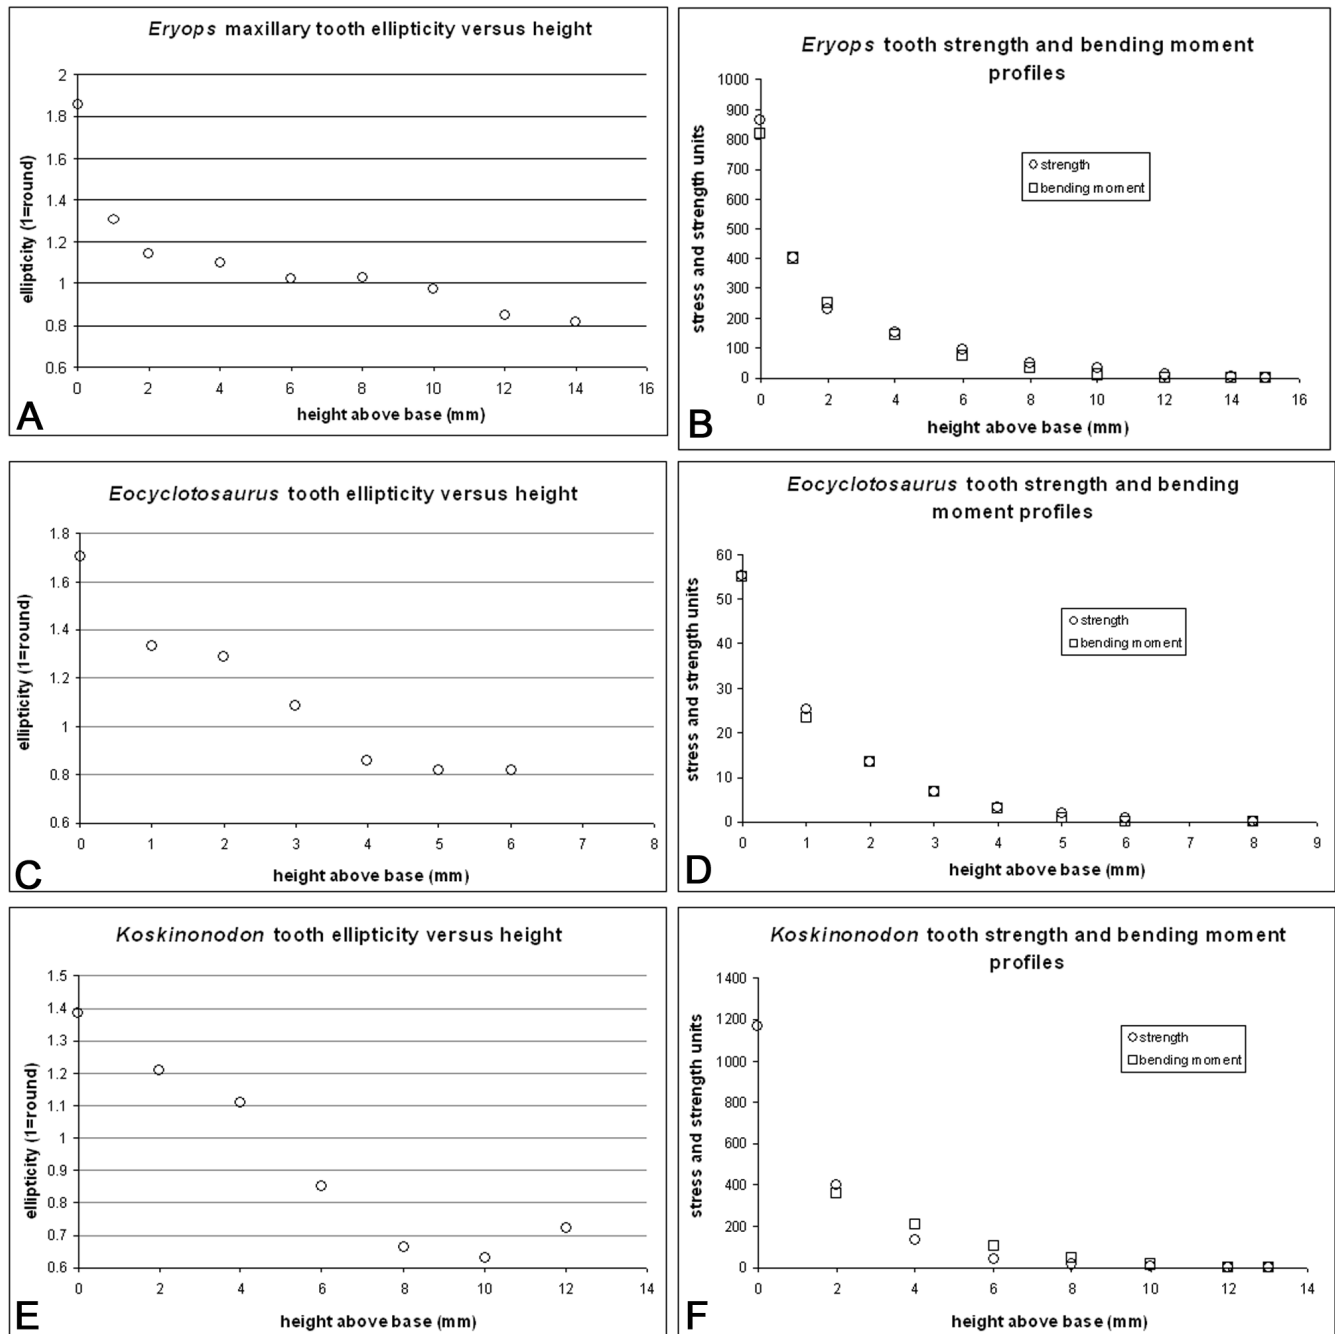 Eryops maxillary tooth ellipticity versus height
ellipticity (1=round)
2
1.8
1.6
1.4
1.2
1
0.8
0.6
0 2 4 6 8 10 12 14 16
height above base (mm)
A
Eryops tooth strength and bending moment
profiles
stress and strength units
1000
900
800
700
600
500
400
300
200
100
0
strength
bending moment
0 2 4 6 8 10 12 14 16
height above base (mm)
B
Eocyclotosaurus tooth ellipticity versus height
ellipticity (1=round)
1.8
1.6
1.4
1.2
1
0.8
0.6
0 1 2 3 4 5 6 7 8
height above base (mm)
C
Eocyclotosaurus tooth strength and bending
moment profiles
stress and strength units
60
50
40
30
20
10
0
strength
bending moment
0 1 2 3 4 5 6 7 8 9
height above base (mm)
D
Koskinonodon tooth ellipticity versus height
ellipticity (1=round)
1.5
1.4
1.3
1.2
1.1
1
0.9
0.8
0.7
0.6
0 2 4 6 8 10 12 14
height above base (mm)
E
Koskinonodon tooth strength and bending moment
profiles
stress and strength units
1400
1200
1000
800
600
400
200
0
strength
bending moment
0 2 4 6 8 10 12 14
height above base (mm)
F